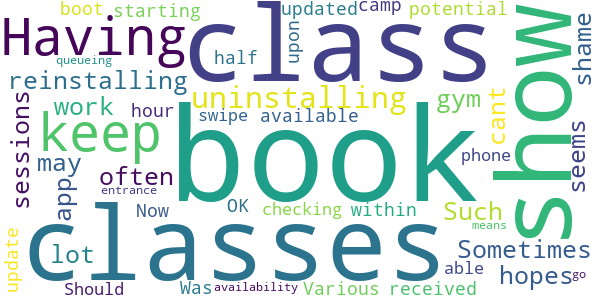 boot starting updated camp potential
Having class show shame
queueing half upon
reinstalling uninstalling gym cant
sessions work hour swipe available
keep book phone seems
may often entrance
app Now OK checking within Such able means
classes Sometimes
update lot hopes go
Should Was availability Various received